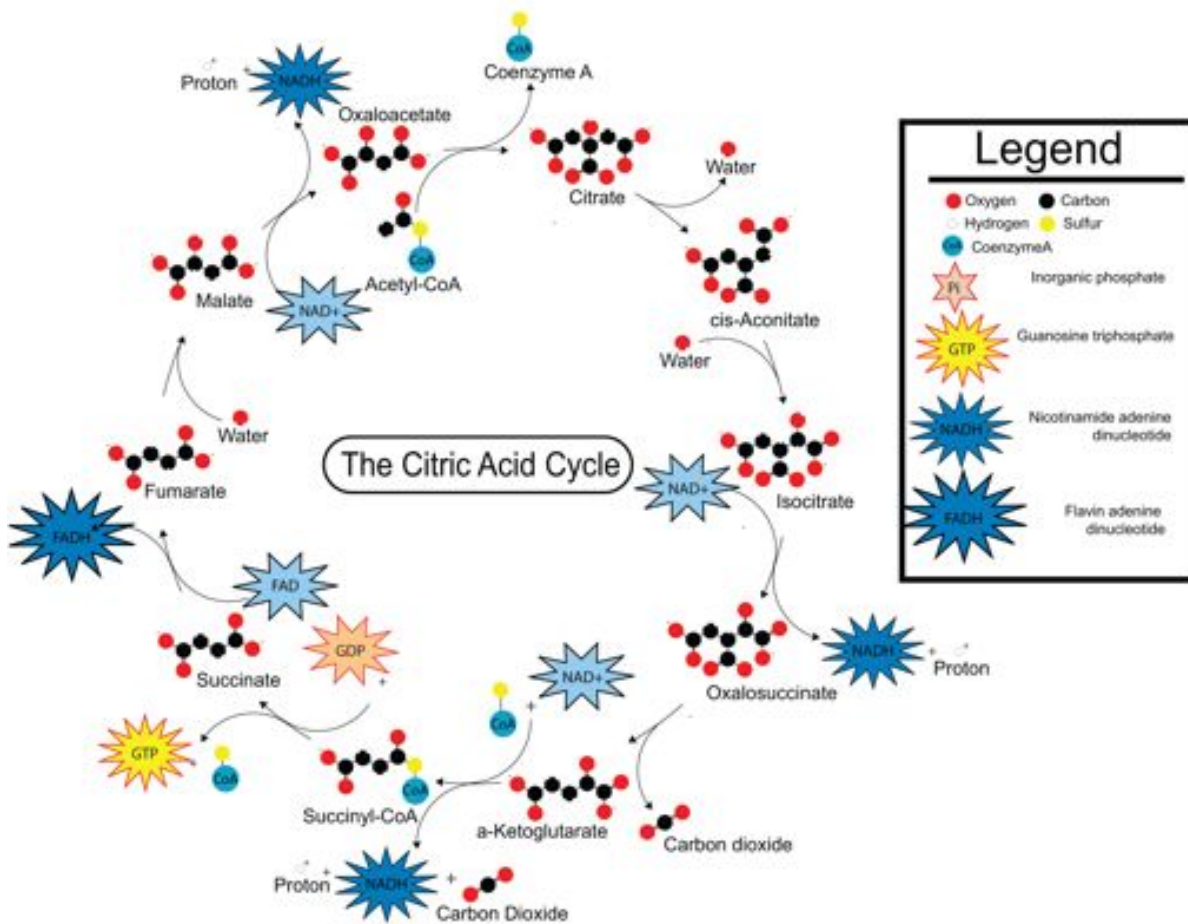 CoA
Coenzyme A
Proton
+
NADH
Oxaloacetate
Citrate
Water
Acetyl-CoA
CoA
Malate
NAD+
cis-Aconitate
Water
Fumarate
Water
The Citric Acid Cycle
NAD+
Isocitrate
FADH
FAD
Succinate
GDP
+
NAD+
+
CoA
Oxalosuccinate
NADH
+
Proton
GTP
+
CoA
Succinyl-CoA
CoA
a-Ketoglutarate
Carbon dioxide
Proton
+
NADH
+
Carbon Dioxide
Legend
Oxygen
Carbon
Hydrogen
Sulfur
CoA
CoenzymeA
Pi
Inorganic phosphate
GTP
Guanosine triphosphate
NADH
Nicotinamide adenine
dinucleotide
FADH
Flavin adenine
dinucleotide